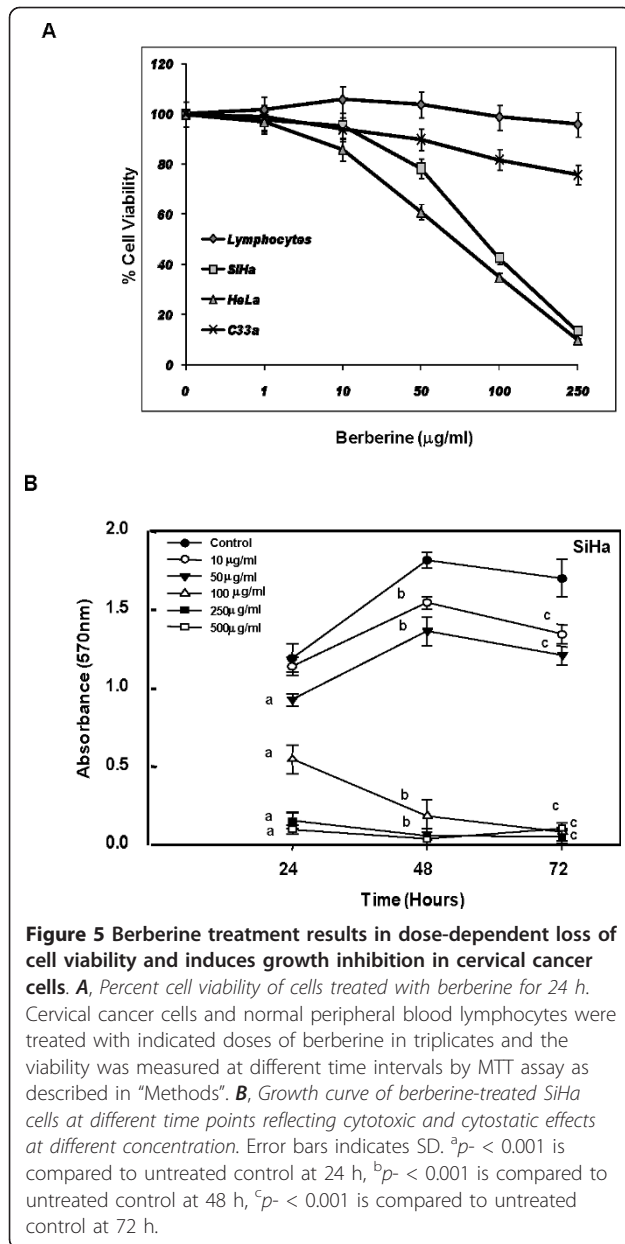 A
120
100
80
60
40
20
0
% Cell Viability
Lymphocytes
SiHa
HeLa
C33a
0 1 10 50 100 250
Berberine (µg/ml)
B
2.0
1.5
1.0
0.5
0.0
Absorbance (570nm)
Control
10 µg/ml
50µg/ml
100 µg/ml
250µg/ml
500µg/ml
SiHa
b
c
b
c
a
a
b
c
a
b
c
a
c
24 48 72
Time (Hours)
Figure 5 Berberine treatment results in dose-dependent loss of
cell viability and induces growth inhibition in cervical cancer
cells. A, Percent cell viability of cells treated with berberine for 24 h.
Cervical cancer cells and normal peripheral blood lymphocytes were
treated with indicated doses of berberine in triplicates and the
viability was measured at different time intervals by MTT assay as
described in “Methods”. B, Growth curve of berberine-treated SiHa
cells at different time points reflecting cytotoxic and cytostatic effects
at different concentration. Error bars indicates SD. ᵃp- < 0.001 is
compared to untreated control at 24 h, ᵇp- < 0.001 is compared to
untreated control at 48 h, ᶜp- < 0.001 is compared to untreated
control at 72 h.